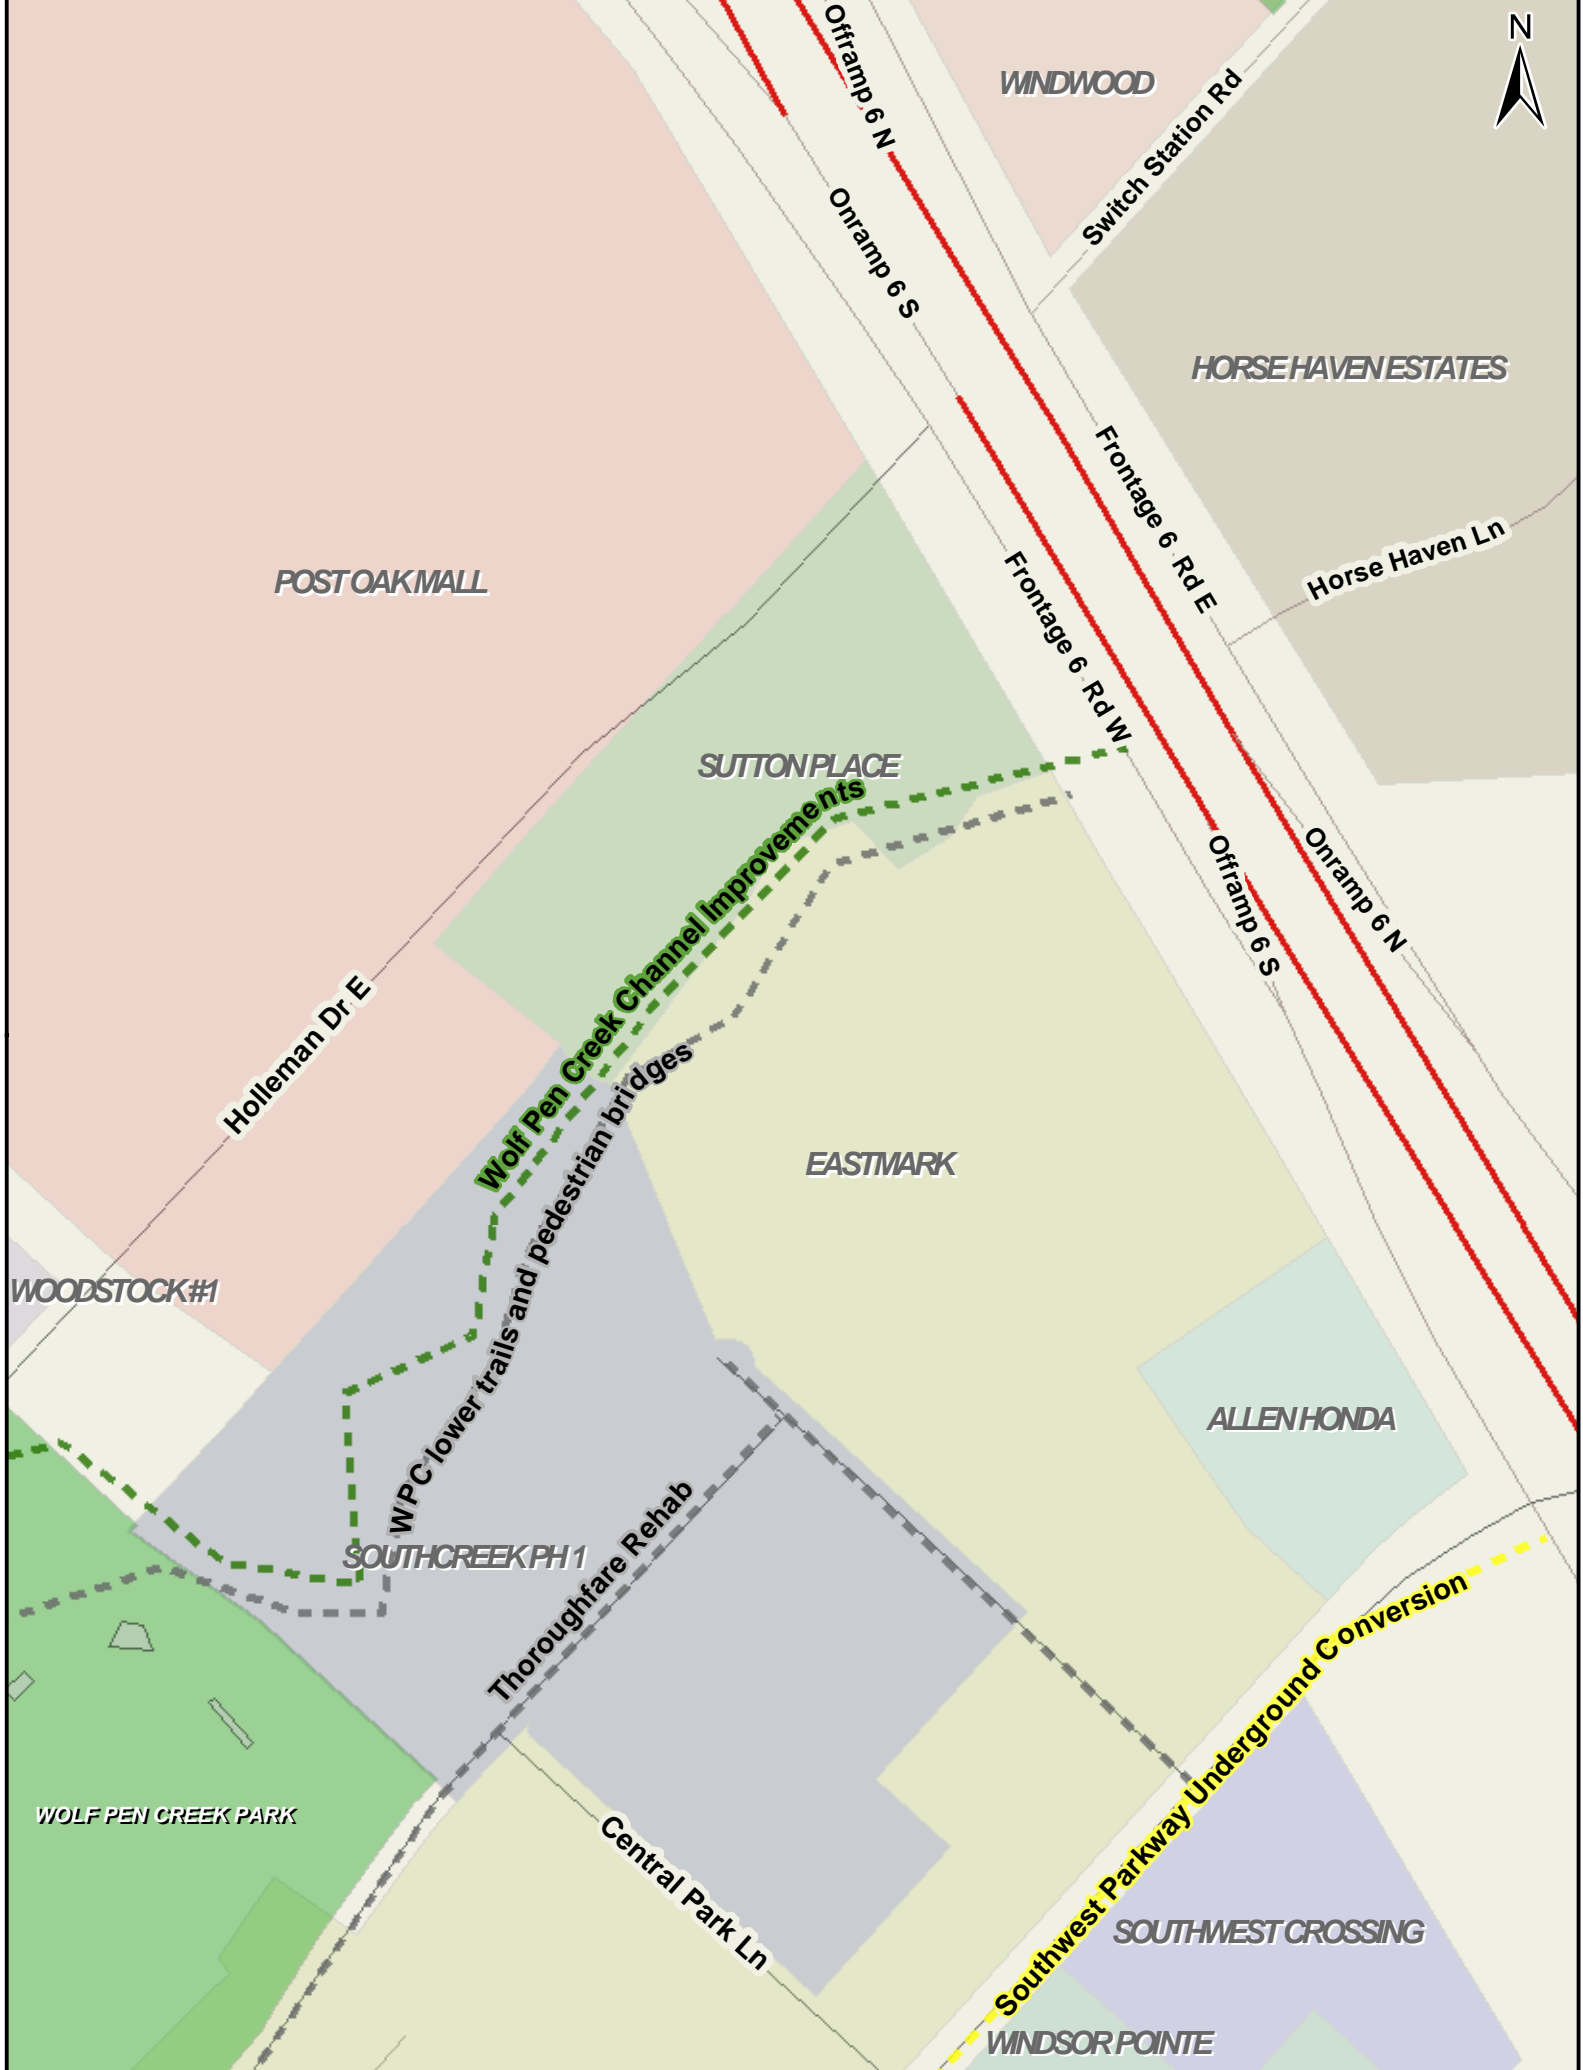 N
Offramp 6 N
WINDWOOD
Switch Station Rd
Onramp 6 S
HORSE HAVEN ESTATES
Frontage 6 Rd E
Horse Haven Ln
POST OAK MALL
Frontage 6 Rd W
SUTTON PLACE
Wolf Pen Creek Channel Improvements
Offramp 6 S
Onramp 6 N
Holleman Dr E
WPC lower trails and pedestrian bridges
EASTMARK
WOODSTOCK #1
ALLEN HONDA
SOUTHCREEK PH 1
Thoroughfare Rehab
Southwest Parkway Underground Conversion
WOLF PEN CREEK PARK
Central Park Ln
SOUTHWEST CROSSING
WINDSOR POINTE